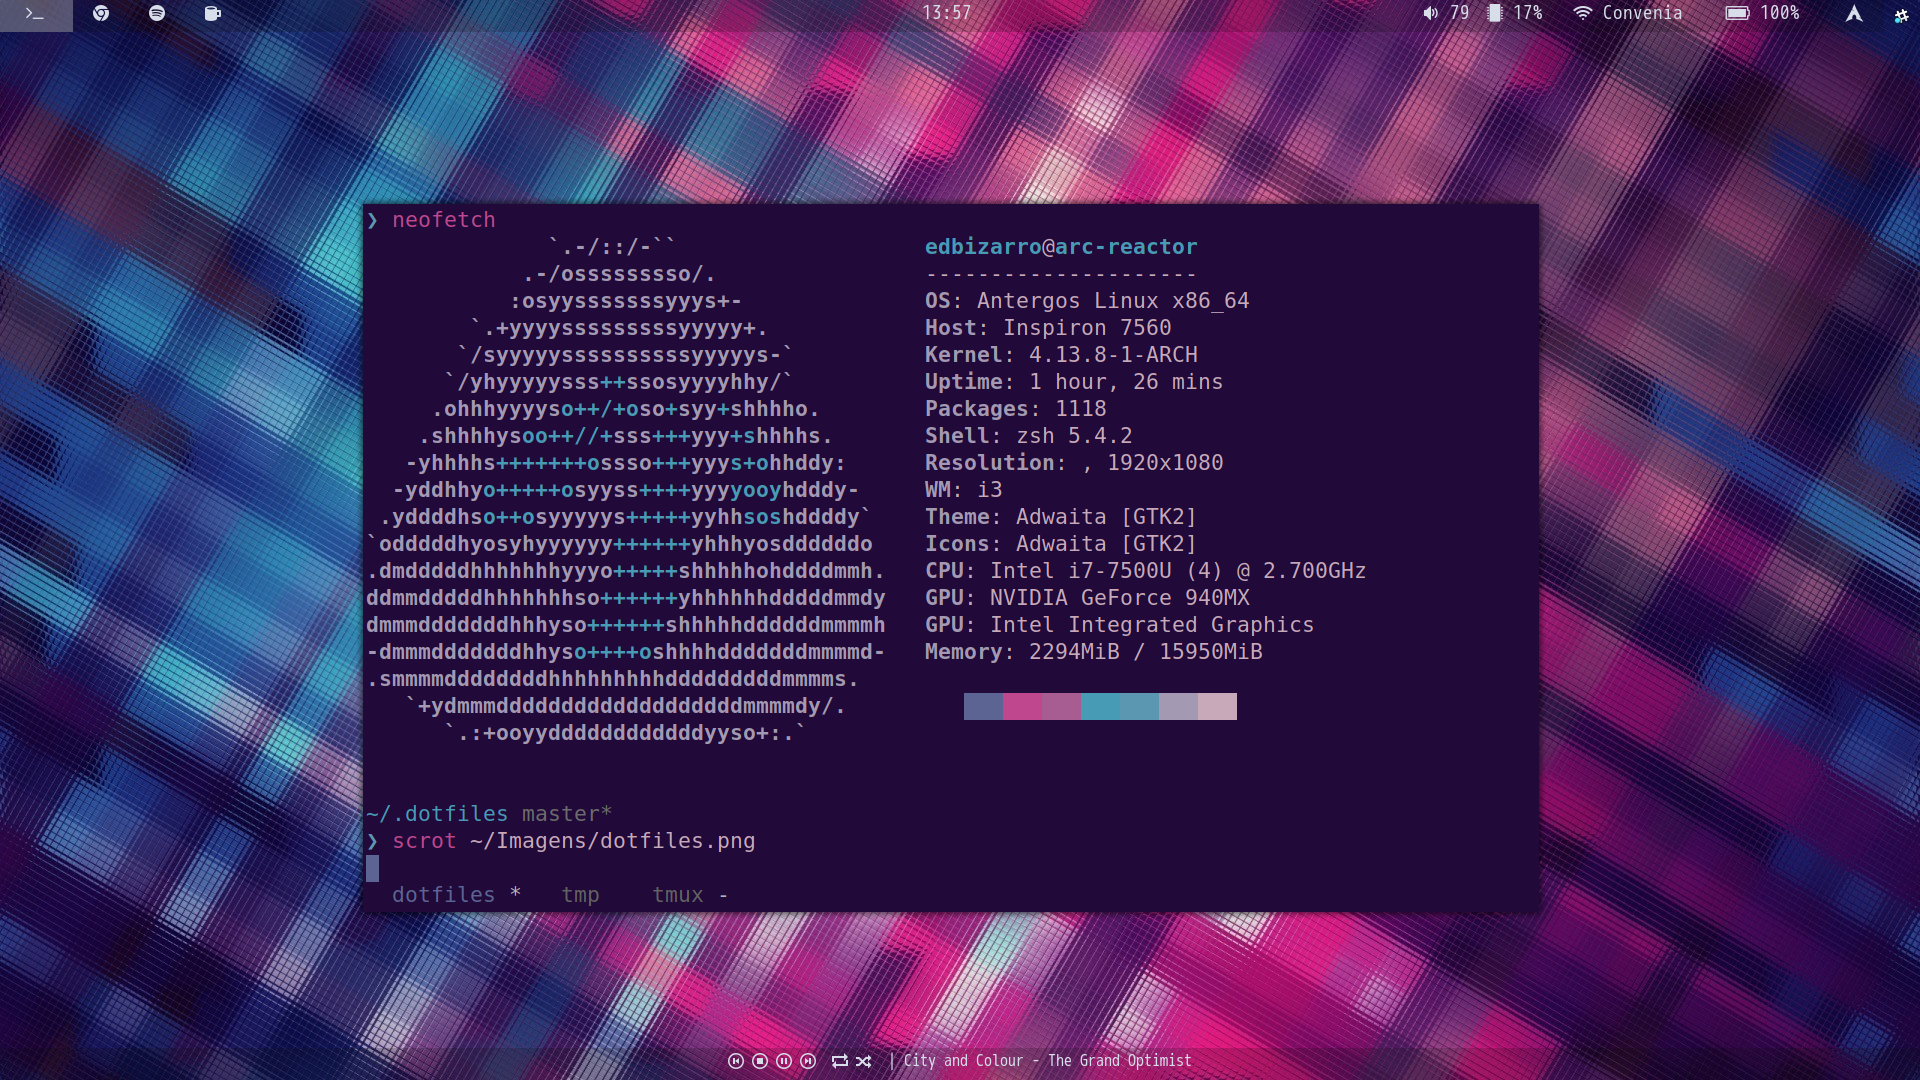 13:57
79 17% Convenia 100%
❯ neofetch
`.-/::/-``
.-/osssssssso/.
:osyysssssssyyys+-
`.+yyyysssssssssyyyyy+.
`/syyyyyssssssssssyyyyys-`
`/yhyyyyysss++ssosyyyyhhy/`
.ohhhyyyyso++/+oso+syy+shhhho.
.shhhhysoo++//+sss+++yyy+shhhhs.
-yhhhhs+++++++ossso+++yyys+ohhddy:
-yddhhyo+++++osyyss++++yyyyooyhdddy-
.yddddhso++osyyyyys+++++yyhhsoshddddy`
`odddddhyosyhyyyyyy++++++yhhhyosddddddo
.dmdddddhhhhhhhyyyo+++++shhhhhohddddmmh.
ddmmdddddhhhhhhhso++++++yhhhhhhdddddmmdy
dmmmdddddddhhhyso++++++shhhhhddddddmmmmh
-dmmmdddddddhhyso++++oshhhhdddddddmmmmd-
.smmmmddddddddhhhhhhhhhdddddddddmmmms.
`+ydmmmdddddddddddddddddddmmmmdy/.
`.:+ooyyddddddddddddyyso+:.`
edbizarro@arc-reactor
---------------------
OS: Antergos Linux x86_64
Host: Inspiron 7560
Kernel: 4.13.8-1-ARCH
Uptime: 1 hour, 26 mins
Packages: 1118
Shell: zsh 5.4.2
Resolution: , 1920x1080
WM: i3
Theme: Adwaita [GTK2]
Icons: Adwaita [GTK2]
CPU: Intel i7-7500U (4) @ 2.700GHz
GPU: NVIDIA GeForce 940MX
GPU: Intel Integrated Graphics
Memory: 2294MiB / 15950MiB
~/.dotfiles master*
❯ scrot ~/Imagens/dotfiles.png
dotfiles * tmp tmux -
| City and Colour - The Grand Optimist